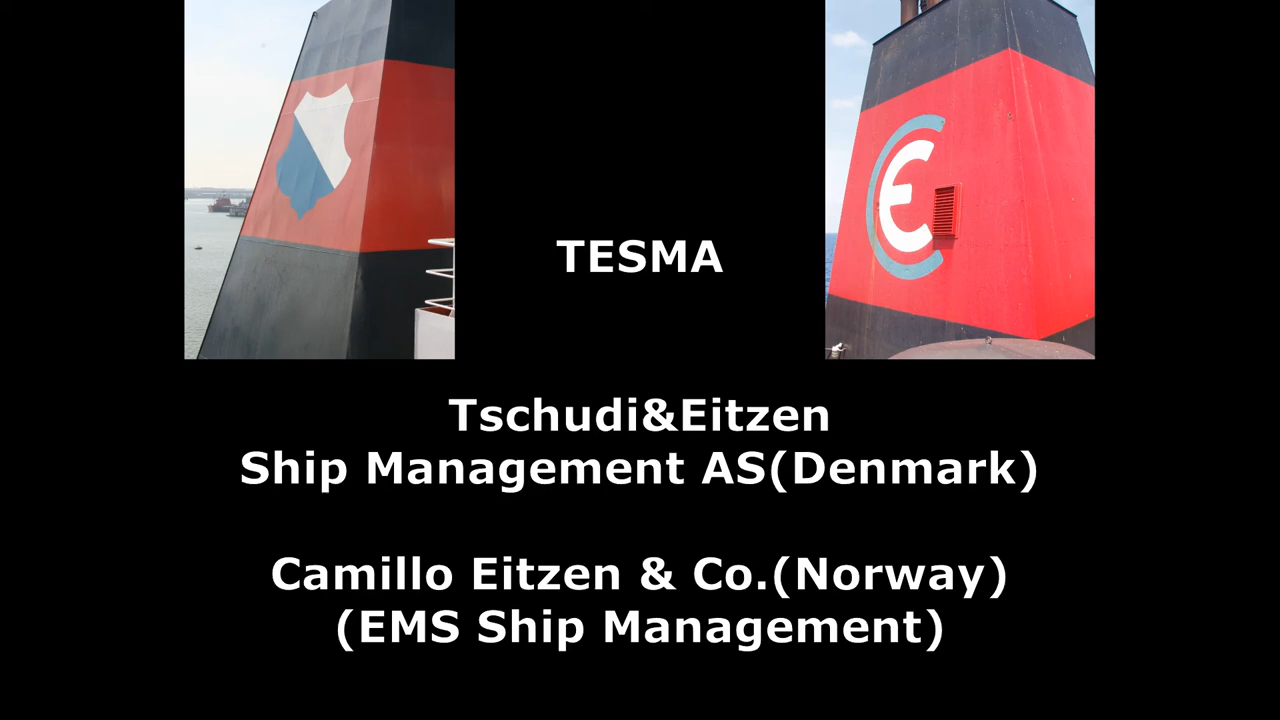 TESMA
Tschudi&Eitzen
Ship Management AS(Denmark)
Camillo Eitzen & Co.(Norway)
(EMS Ship Management)